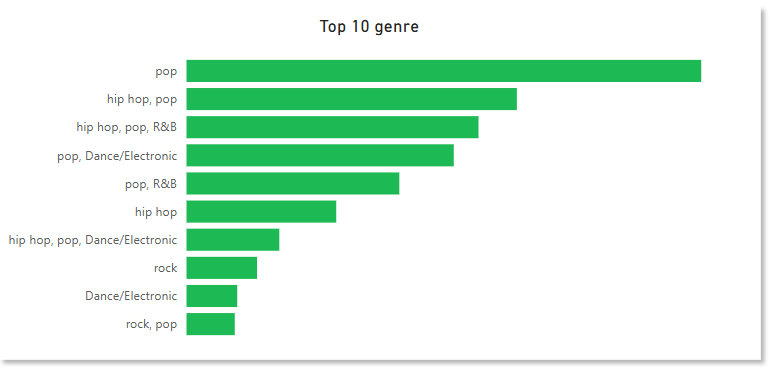 Top 10 genre
pop
hip hop, pop
hip hop, pop, R&B
pop, Dance/Electronic
pop, R&B
hip hop
hip hop, pop, Dance/Electronic
rock
Dance/Electronic
rock, pop